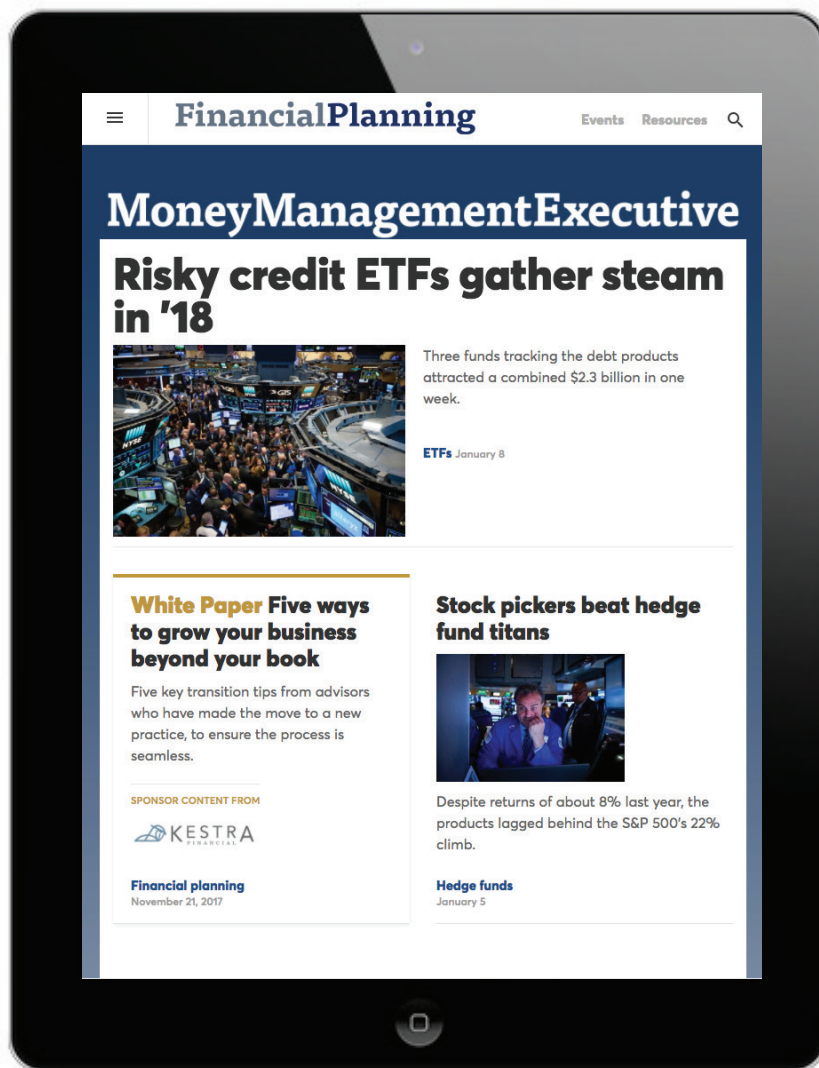 FinancialPlanning
Events Resources
MoneyManagementExecutive
Risky credit ETFs gather steam
in '18
Three funds tracking the debt products
attracted a combined $2.3 billion in one
week.
ETFs January 8
NYSE
NYSE
White Paper Five ways
to grow your business
beyond your book
Five key transition tips from advisors
who have made the move to a new
practice, to ensure the process is
seamless.
SPONSOR CONTENT FROM
KESTRA
FINANCIAL
Financial planning
November 21, 2017
Stock pickers beat hedge
fund titans
Despite returns of about 8% last year, the
products lagged behind the S&P 500's 22%
climb.
Hedge funds
January 5